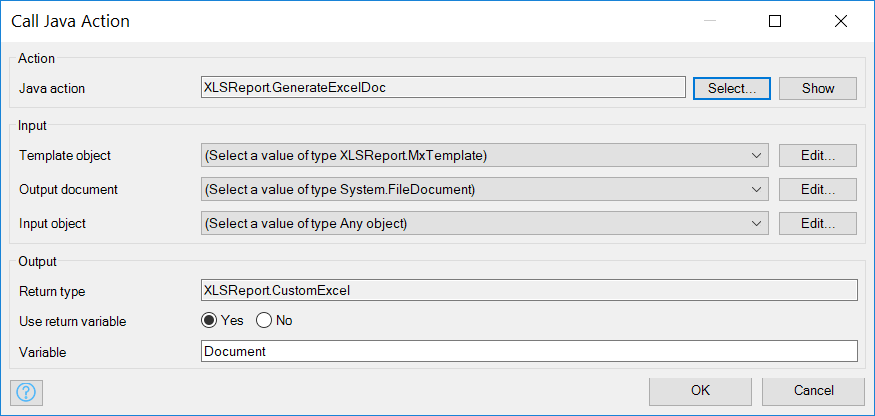 Call Java Action
Action
Java action XLSReport.GenerateExcelDoc Select... Show
Input
Template object (Select a value of type XLSReport.MxTemplate) Edit...
Output document (Select a value of type System.FileDocument) Edit...
Input object (Select a value of type Any object) Edit...
Output
Return type XLSReport.CustomExcel
Use return variable Yes No
Variable Document
? OK Cancel